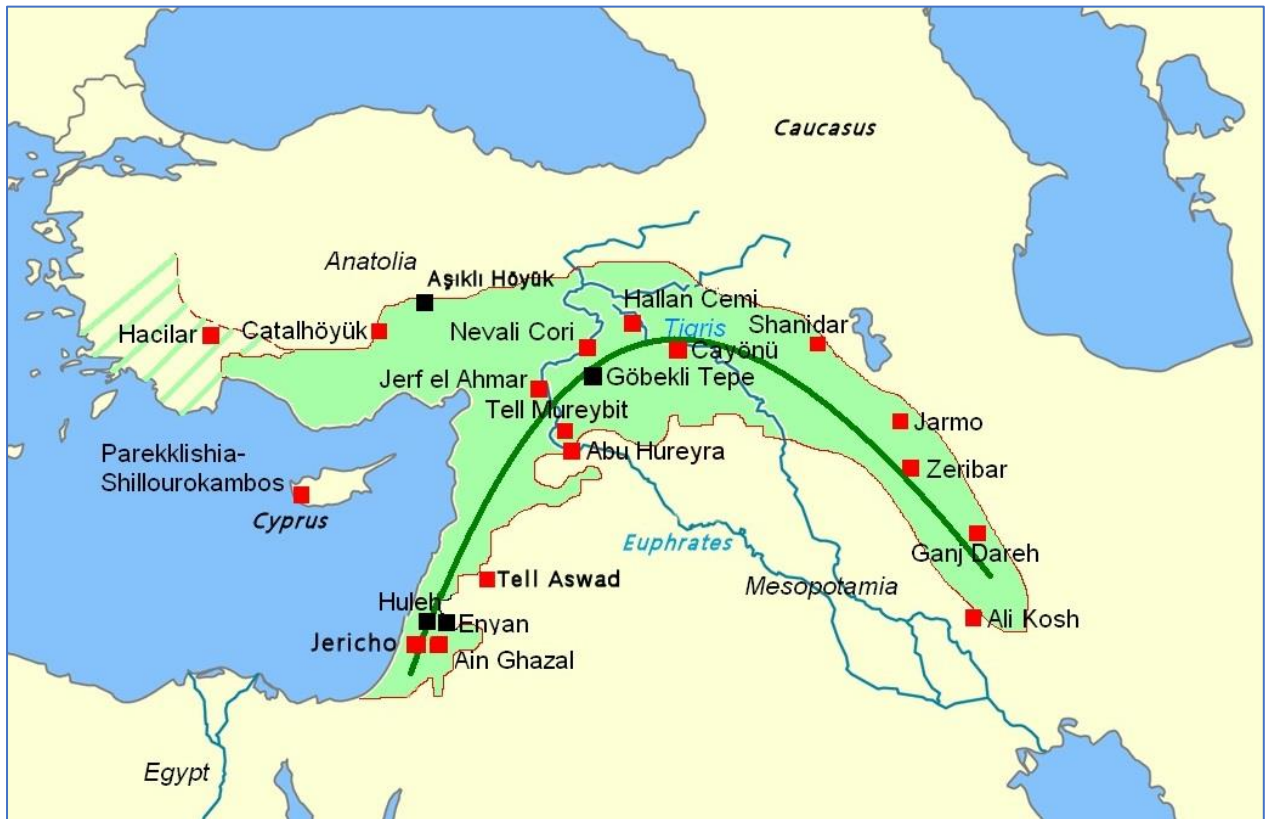 Caucasus
Anatolia
Aşıklı Höyük
Hallan Cemi
Hacilar
Catalhöyük
Nevali Cori
Tigris
Shanidar
Cayönü
Jerf el Ahmar
Göbekli Tepe
Tell Mureybit
Jarmo
Abu Hureyra
Parekklishia-
Shillourokambos
Zeribar
Cyprus
Euphrates
Ganj Dareh
Tell Aswad
Mesopotamia
Huleh
Enyan
Ali Kosh
Jericho
Ain Ghazal
Egypt